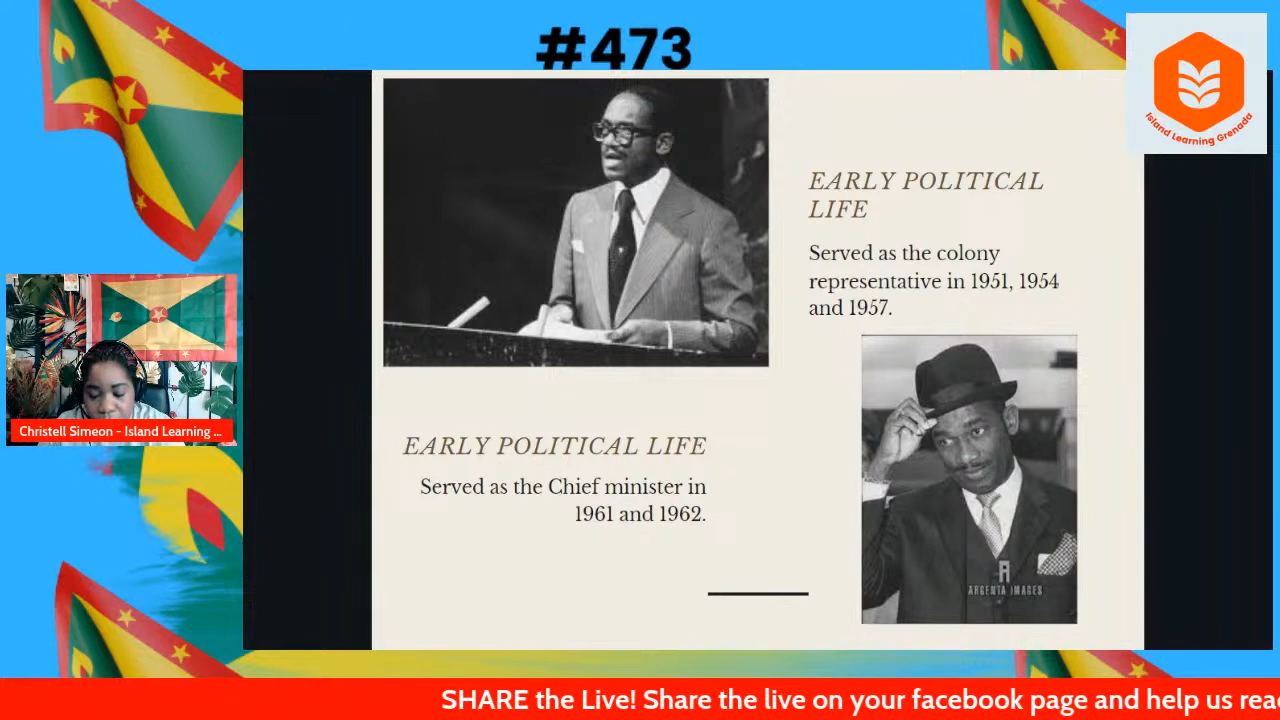 #473
Island Learning Grenada
EARLY POLITICAL
LIFE
Served as the colony
representative in 1951, 1954
and 1957.
EARLY POLITICAL LIFE
Served as the Chief minister in
1961 and 1962.
ARGENTA IMAGES
Christell Simeon - Island Learning ...
SHARE the Live! Share the live on your facebook page and help us rea